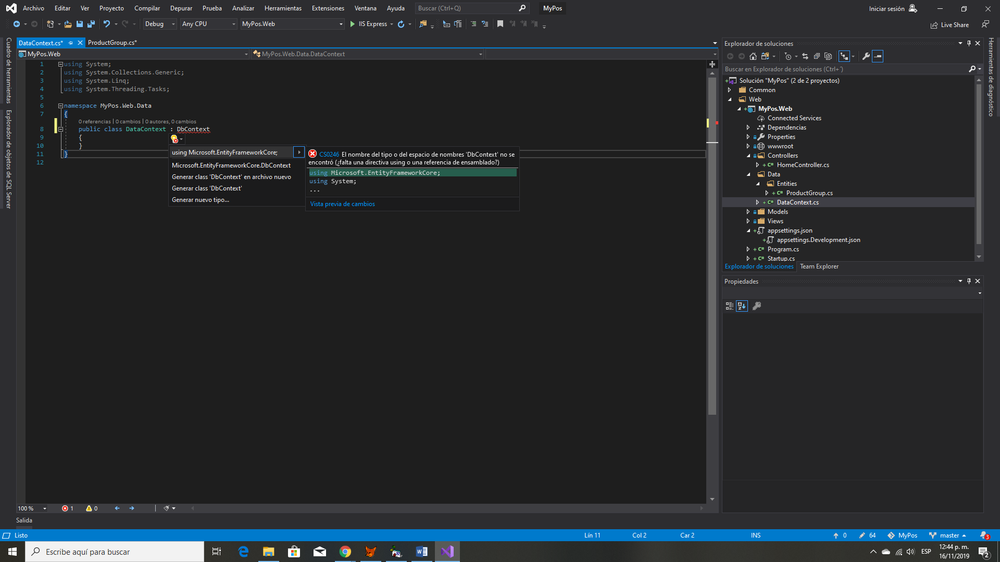 Archivo Editar Ver Proyecto Compilar Depurar Prueba Analizar Herramientas Extensiones Ventana Ayuda Buscar (Ctrl+Q) MyPos Iniciar sesión
Debug Any CPU MyPos.Web IIS Express Live Share
Cuadro de herramientas
Explorador de objetos de SQL Server
DataContext.cs* ProductGroup.cs*
MyPos.Web MyPos.Web.Data.DataContext
1 using System;
2 using System.Collections.Generic;
3 using System.Linq;
4 using System.Threading.Tasks;
5
6 namespace MyPos.Web.Data
7 {
0 referencias | 0 cambios | 0 autores, 0 cambios
8 public class DataContext : DbContext
9 {
10 }
11 }
12
using Microsoft.EntityFrameworkCore;
Microsoft.EntityFrameworkCore.DbContext
Generar class 'DbContext' en archivo nuevo
Generar class 'DbContext'
Generar nuevo tipo...
CS0246 El nombre del tipo o del espacio de nombres 'DbContext' no se
encontró (¿falta una directiva using o una referencia de ensamblado?)
using Microsoft.EntityFrameworkCore;
using System;
...
Vista previa de cambios
Explorador de soluciones
Buscar en Explorador de soluciones (Ctrl+´)
Solución "MyPos" (2 de 2 proyectos)
Common
Web
MyPos.Web
Connected Services
Dependencias
Properties
wwwroot
Controllers
HomeController.cs
Data
Entities
ProductGroup.cs
DataContext.cs
Models
Views
appsettings.json
appsettings.Development.json
Program.cs
Startup.cs
Explorador de soluciones Team Explorer
Propiedades
Herramientas de diagnóstico
100 % 1 0
Salida
Listo Lín 11 Col 2 Car 2 INS 0 64 MyPos master 3
Escribe aquí para buscar
ESP
12:44 p. m.
16/11/2019
2